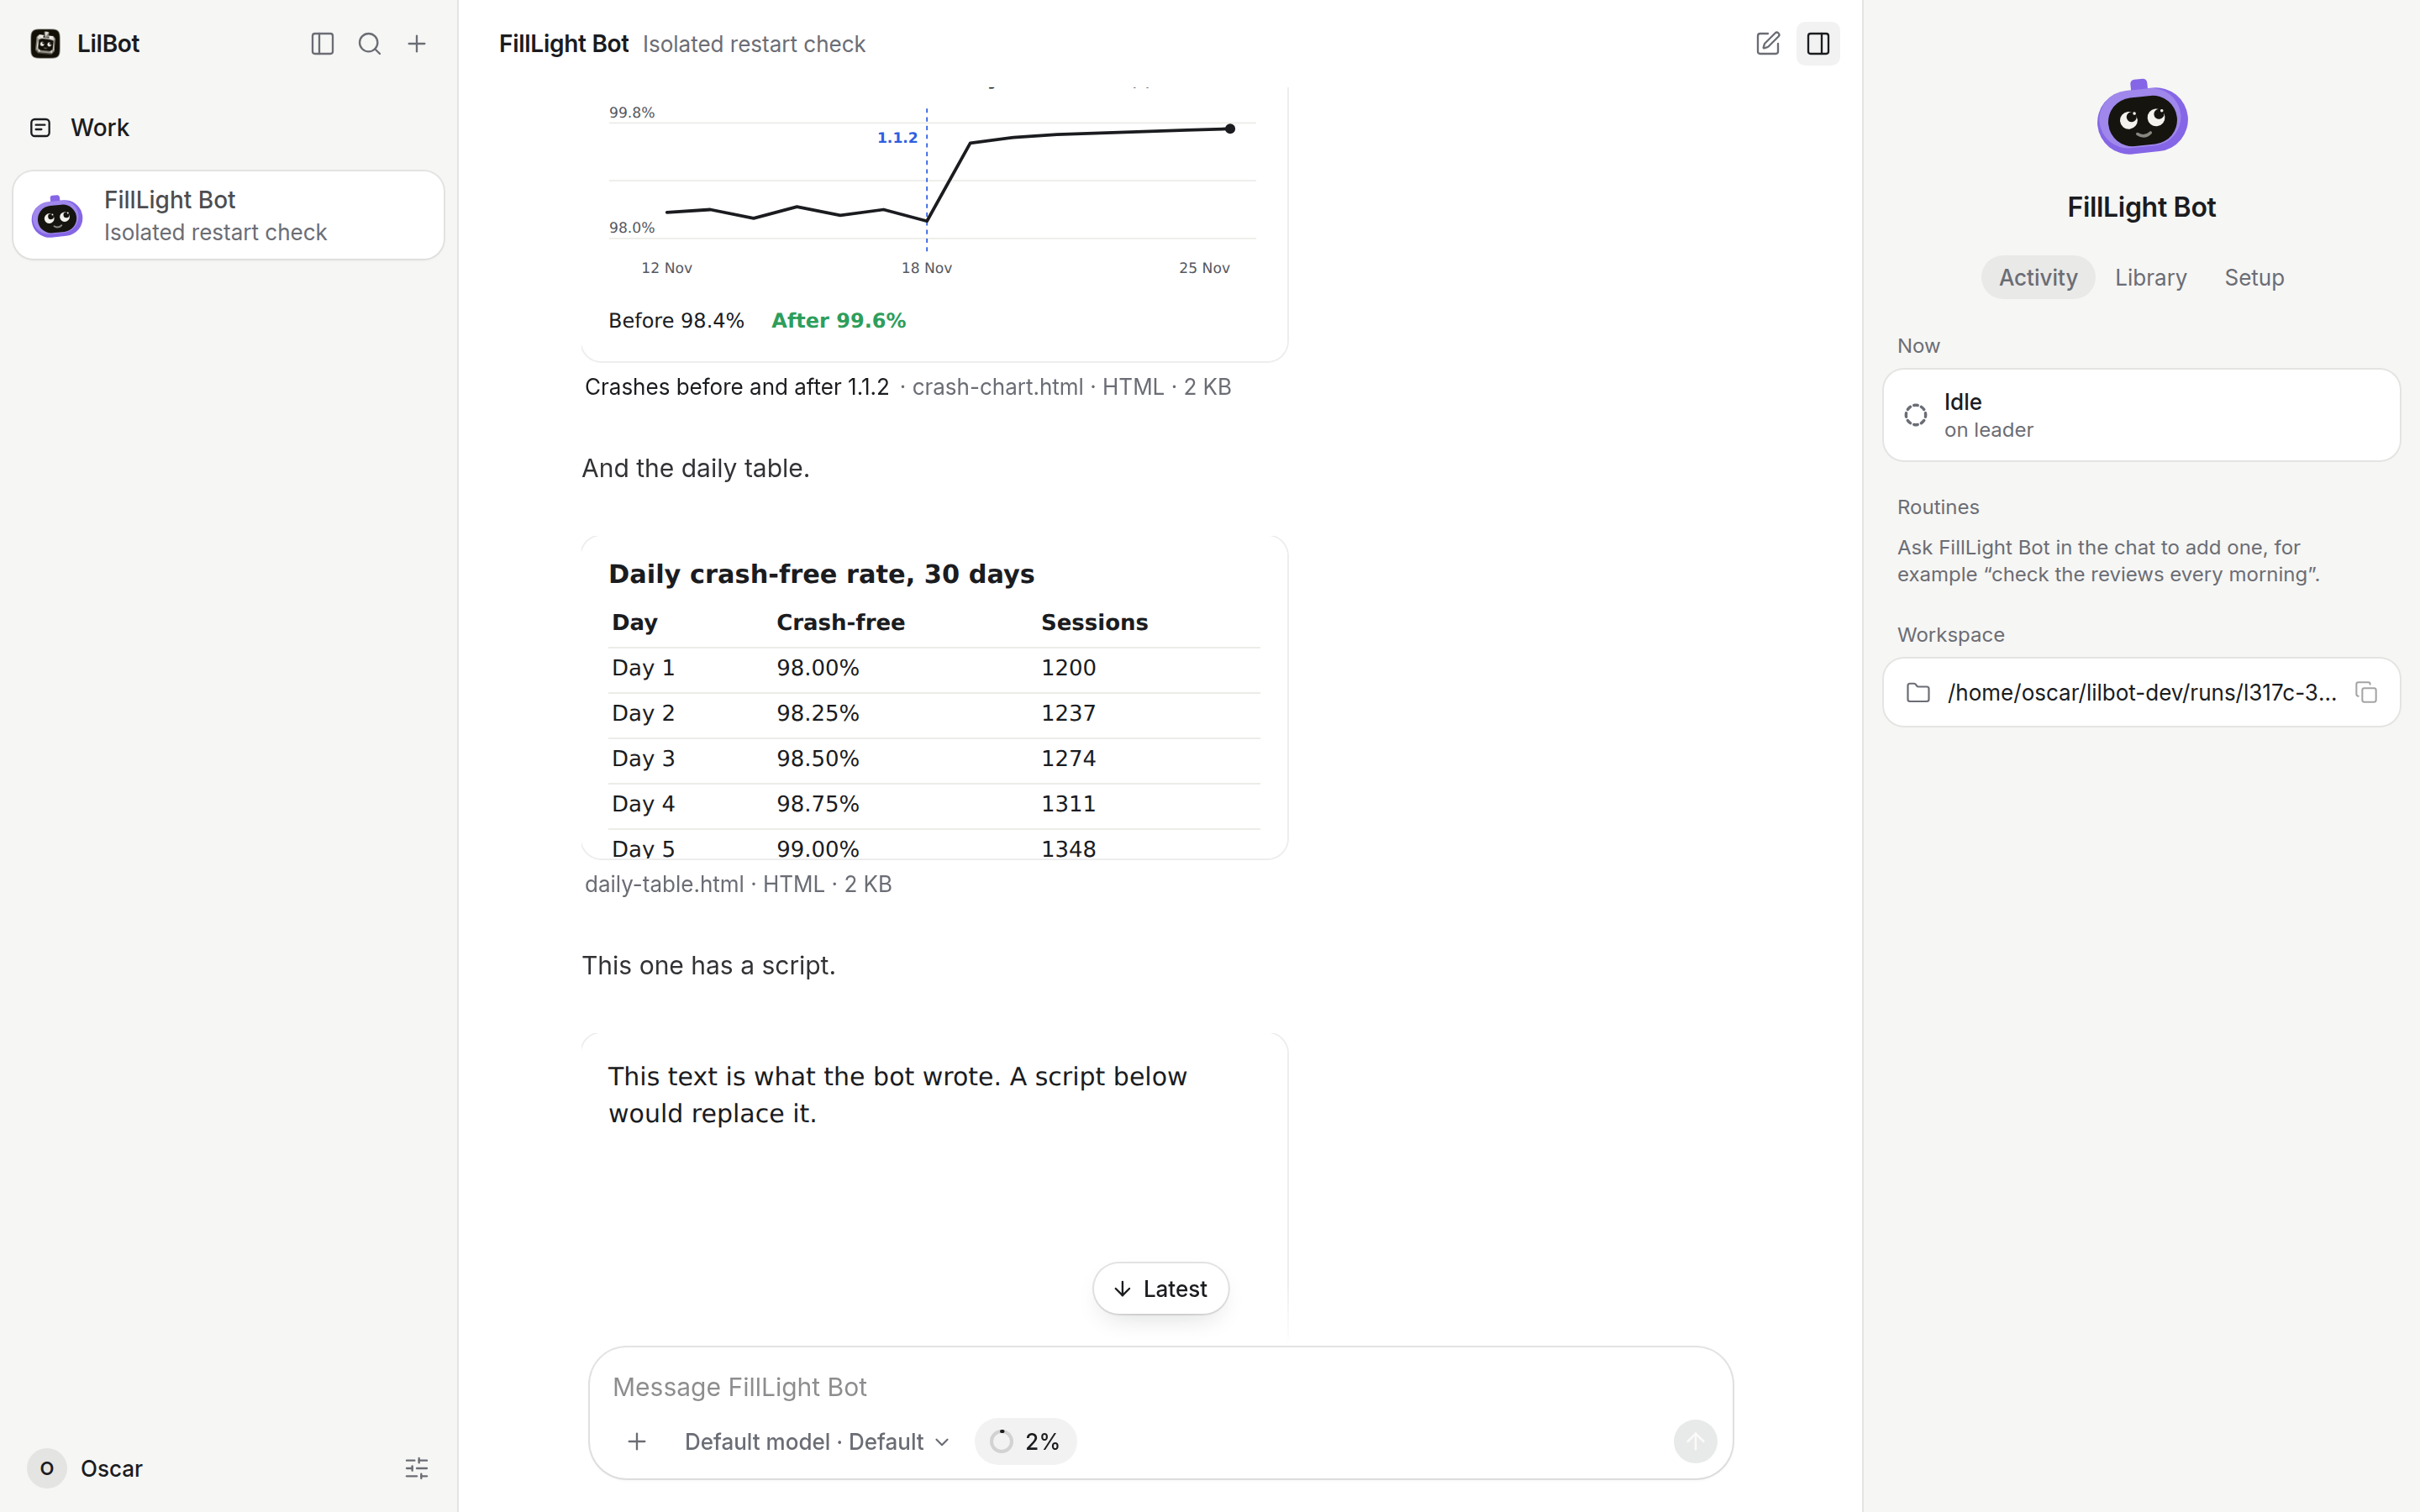 LilBot
Work
FillLight Bot
Isolated restart check
Oscar
O
FillLight Bot Isolated restart check
99.8%
1.1.2
98.0%
12 Nov 18 Nov 25 Nov
Before 98.4% After 99.6%
Crashes before and after 1.1.2 · crash-chart.html · HTML · 2 KB
And the daily table.
Daily crash-free rate, 30 days
Day Crash-free Sessions
Day 1 98.00% 1200
Day 2 98.25% 1237
Day 3 98.50% 1274
Day 4 98.75% 1311
Day 5 99.00% 1348
daily-table.html · HTML · 2 KB
This one has a script.
This text is what the bot wrote. A script below
would replace it.
Latest
Message FillLight Bot
Default model · Default 2%
FillLight Bot
Activity Library Setup
Now
Idle
on leader
Routines
Ask FillLight Bot in the chat to add one, for
example “check the reviews every morning”.
Workspace
/home/oscar/lilbot-dev/runs/l317c-3...